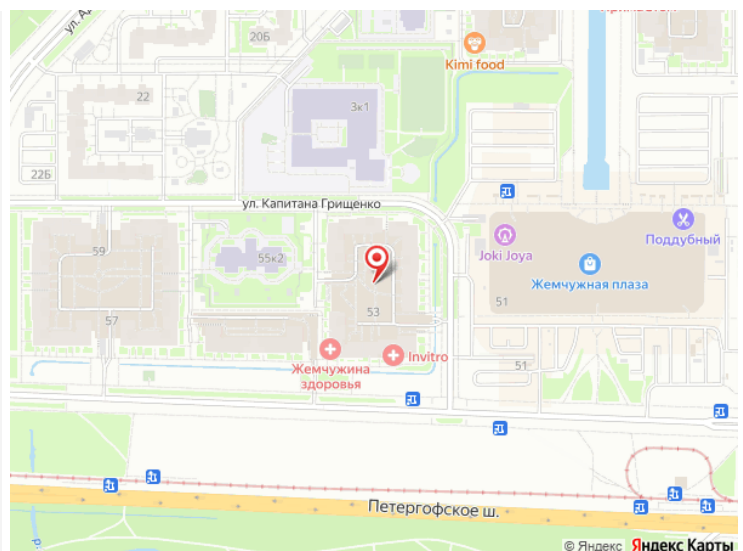 20Б
Kimi food
22
3к1
22Б
ул. Капитана Грищенко
Поддубный
Joki Joya
59
55к2
Жемчужная плаза
51
53
57
Invitro
Жемчужина
здоровья
51
Петергофское ш.
© Яндекс Яндекс Карты